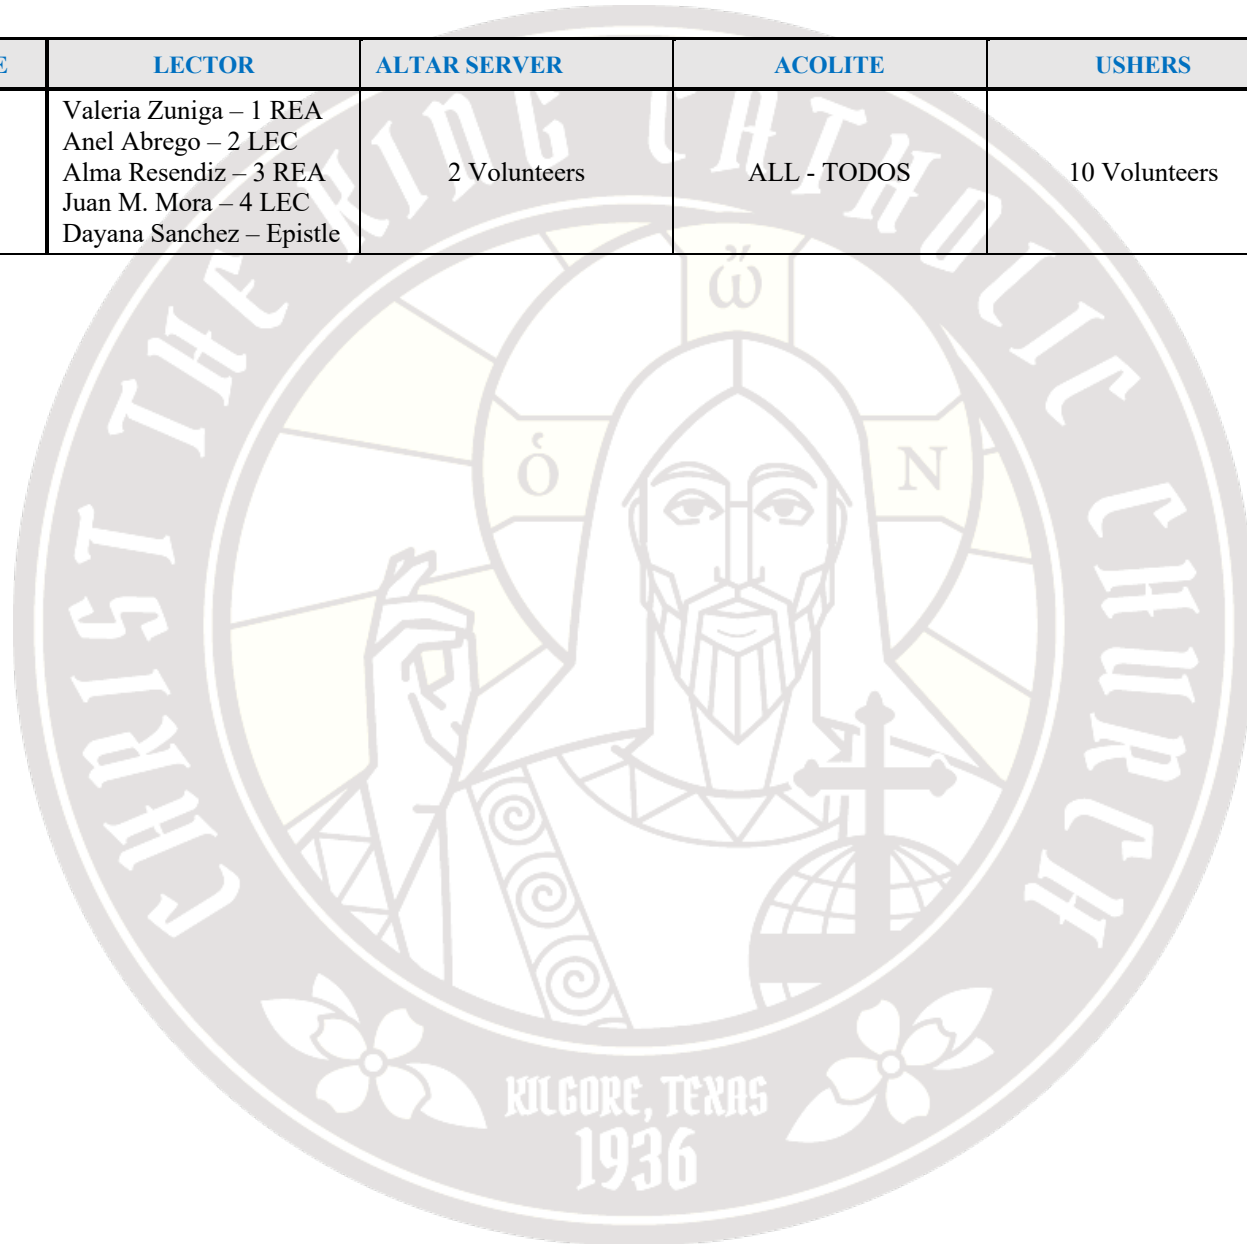 E LECTOR ALTAR SERVER ACOLITE USHERS
Valeria Zuniga – 1 REA
Anel Abrego – 2 LEC
Alma Resendiz – 3 REA
Juan M. Mora – 4 LEC
Dayana Sanchez – Epistle
2 Volunteers
ALL - TODOS
10 Volunteers
CHRIST THE KING CATHOLIC CHURCH
ὤ
ὁ N
KILGORE, TEXAS
1936